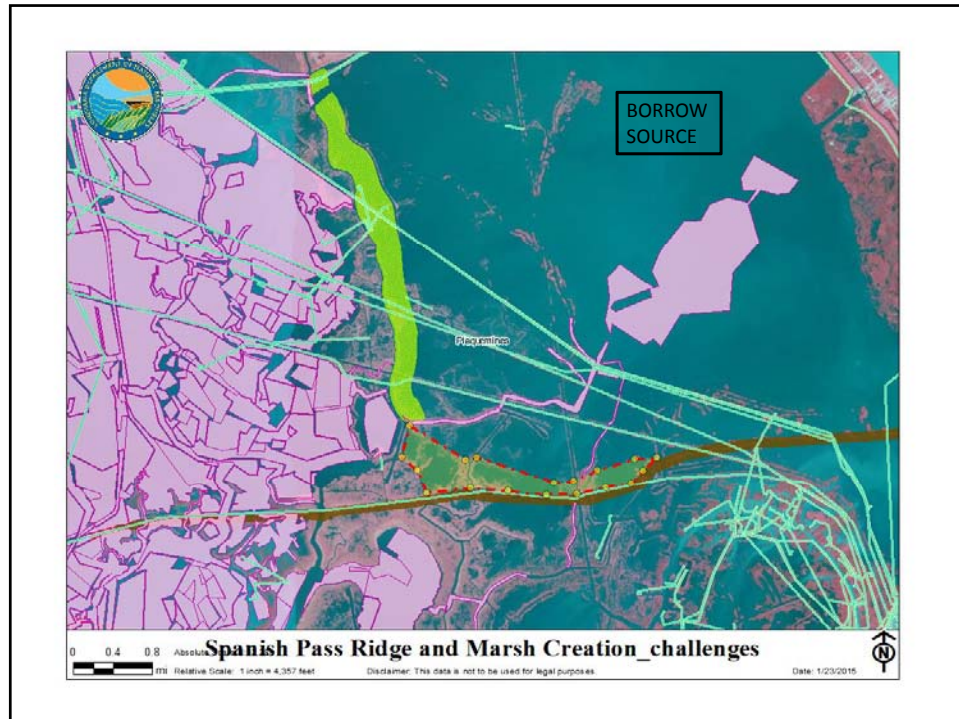 BORROW
SOURCE
Plaquemines
Spanish Pass Ridge and Marsh Creation_challenges
0 0.4 0.8
mi
Absolute
Relative Scale: 1 inch = 4,357 feet
Disclaimer: This data is not to be used for legal purposes.
Date: 1/23/2015
N